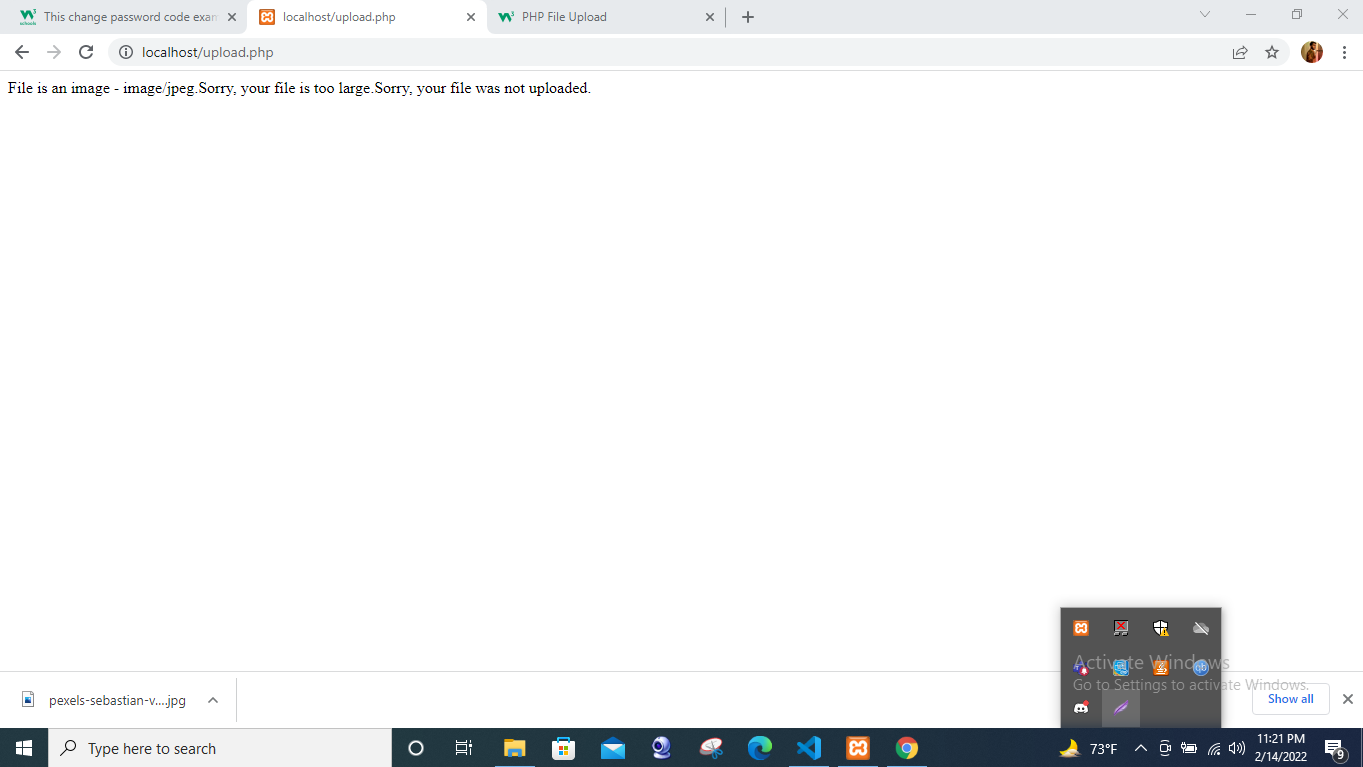 This change password code exam
localhost/upload.php
PHP File Upload
localhost/upload.php
File is an image - image/jpeg.Sorry, your file is too large.Sorry, your file was not uploaded.
Activate Windows
Go to Settings to activate Windows.
pexels-sebastian-v....jpg
Show all
Type here to search
73°F
11:21 PM
2/14/2022
9